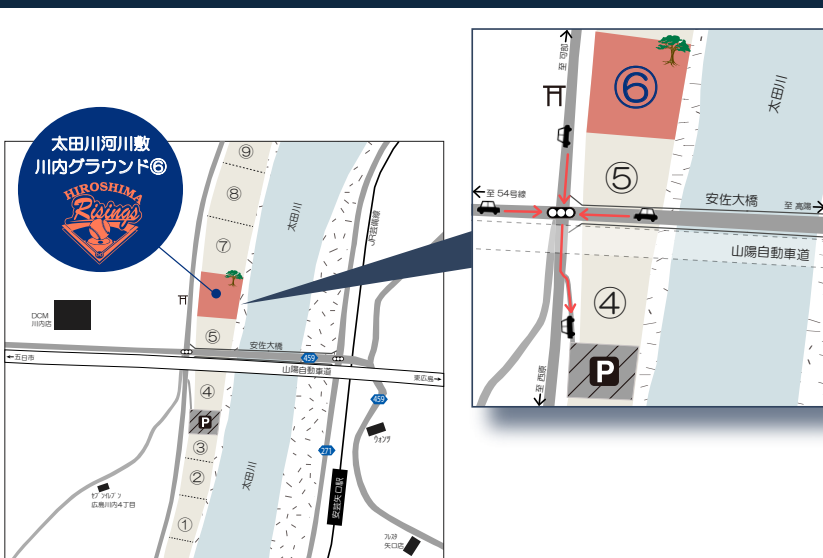 太田川河川敷
川内グラウンド⑥
HIROSHIMA
Risings
⑨
⑧
⑦
⑤
④
P
③
②
①
太田川
太田川
JR芸備線
DCM
川内店
安佐大橋
459
山陽自動車道
←五日市
東広島→
459
271
ウォンツ
安芸矢口駅
セブンイレブン
広島川内4丁目
フレスタ
矢口店
至 可部
⑥
太田川
⑤
至 54号線
安佐大橋
至 高陽
山陽自動車道
④
P
至 西原